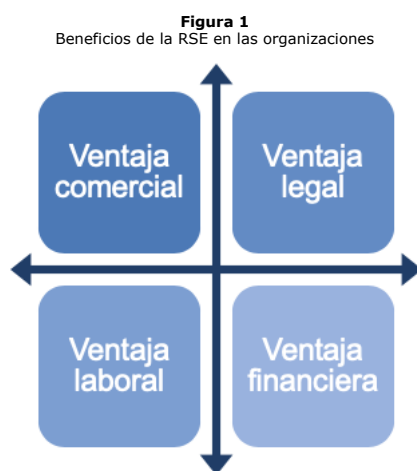 Figura 1
Beneficios de la RSE en las organizaciones
Ventaja
comercial
Ventaja
legal
Ventaja
laboral
Ventaja
financiera